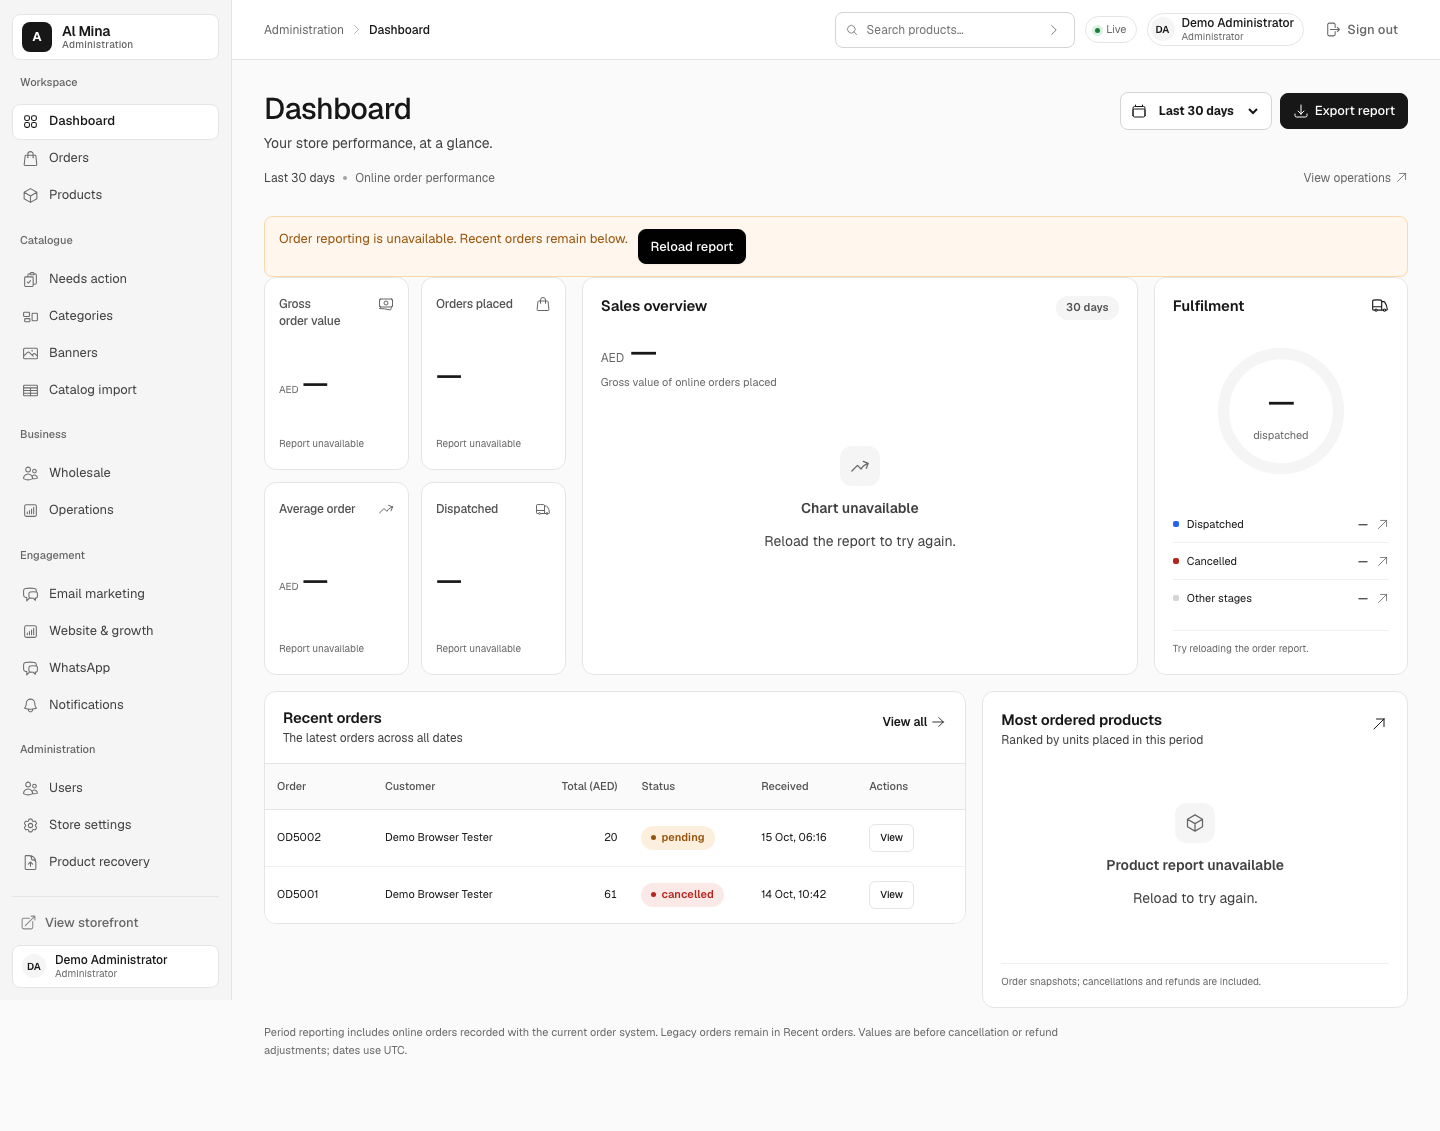 A
Al Mina
Administration
Workspace
Dashboard
Orders
Products
Catalogue
Needs action
Categories
Banners
Catalog import
Business
Wholesale
Operations
Engagement
Email marketing
Website & growth
WhatsApp
Notifications
Administration
Users
Store settings
Product recovery
View storefront
DA
Demo Administrator
Administrator
Administration
Dashboard
Search products...
Live
DA
Demo Administrator
Administrator
Sign out
Dashboard
Your store performance, at a glance.
Last 30 days
Export report
Last 30 days • Online order performance
View operations
Order reporting is unavailable. Recent orders remain below.
Reload report
Gross
order value
AED —
Report unavailable
Orders placed
—
Report unavailable
Average order
AED —
Report unavailable
Dispatched
—
Report unavailable
Sales overview
30 days
AED —
Gross value of online orders placed
Chart unavailable
Reload the report to try again.
Fulfilment
—
dispatched
Dispatched —
Cancelled —
Other stages —
Try reloading the order report.
Recent orders
The latest orders across all dates
View all
Order Customer Total (AED) Status Received Actions
OD5002 Demo Browser Tester 20 pending 15 Oct, 06:16 View
OD5001 Demo Browser Tester 61 cancelled 14 Oct, 10:42 View
Most ordered products
Ranked by units placed in this period
Product report unavailable
Reload to try again.
Order snapshots; cancellations and refunds are included.
Period reporting includes online orders recorded with the current order system. Legacy orders remain in Recent orders. Values are before cancellation or refund
adjustments; dates use UTC.